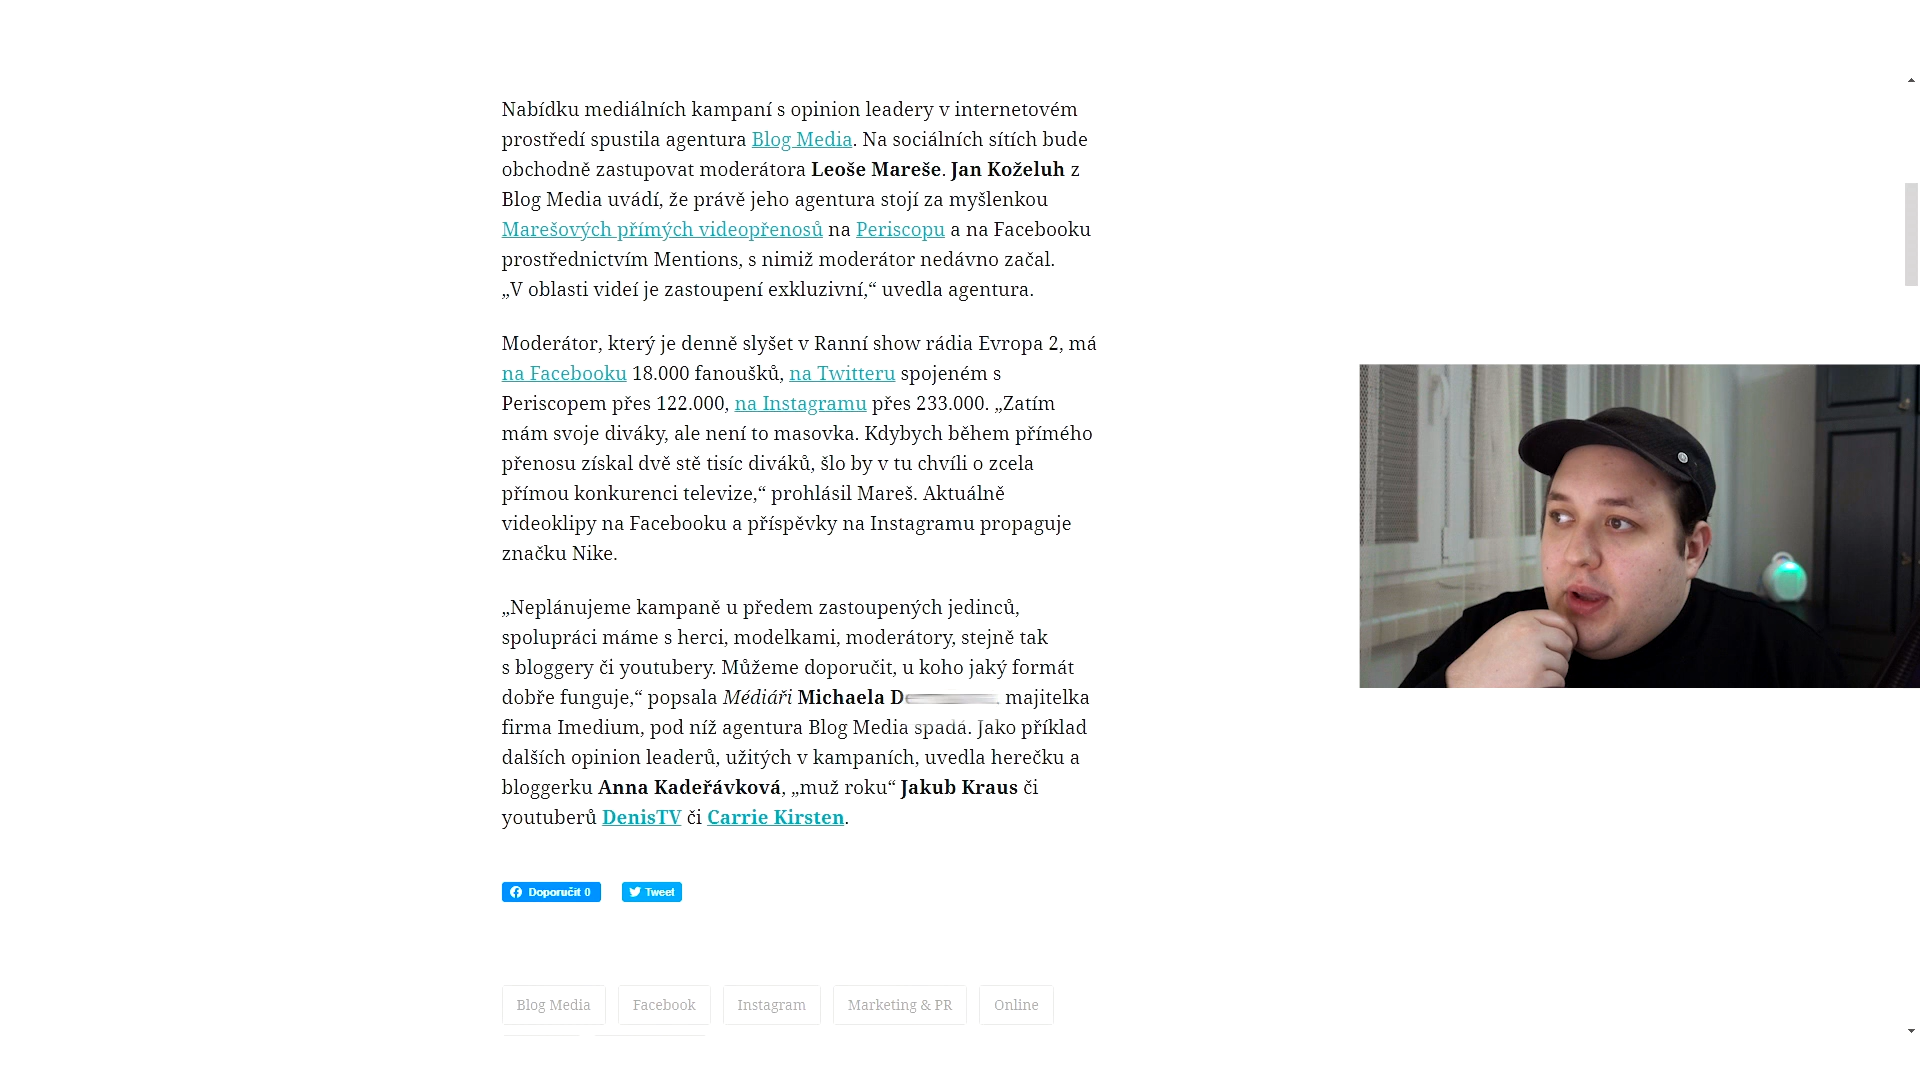 Nabídku mediálních kampaní s opinion leadery v internetovém
prostředí spustila agentura Blog Media. Na sociálních sítích bude
obchodně zastupovat moderátora Leoše Mareše. Jan Koželuh z
Blog Media uvádí, že právě jeho agentura stojí za myšlenkou
Marešových přímých videopřenosů na Periscopu a na Facebooku
prostřednictvím Mentions, s nimiž moderátor nedávno začal.
„V oblasti videí je zastoupení exkluzivní,“ uvedla agentura.
Moderátor, který je denně slyšet v Ranní show rádia Evropa 2, má
na Facebooku 18.000 fanoušků, na Twitteru spojeném s
Periscopem přes 122.000, na Instagramu přes 233.000. „Zatím
mám svoje diváky, ale není to masovka. Kdybych během přímého
přenosu získal dvě stě tisíc diváků, šlo by v tu chvíli o zcela
přímou konkurenci televize,“ prohlásil Mareš. Aktuálně
videoklipy na Facebooku a příspěvky na Instagramu propaguje
značku Nike.
„Neplánujeme kampaně u předem zastoupených jedinců,
spolupráci máme s herci, modelkami, moderátory, stejně tak
s bloggery či youtubery. Můžeme doporučit, u koho jaký formát
dobře funguje,“ popsala Médiáři Michaela D majitelka
firma Imedium, pod níž agentura Blog Media spadá. Jako příklad
dalších opinion leaderů, užitých v kampaních, uvedla herečku a
bloggerku Anna Kadeřávková, „muž roku“ Jakub Kraus či
youtuberů DenisTV či Carrie Kirsten.
Doporučit 0 Tweet
Blog Media Facebook Instagram Marketing & PR Online